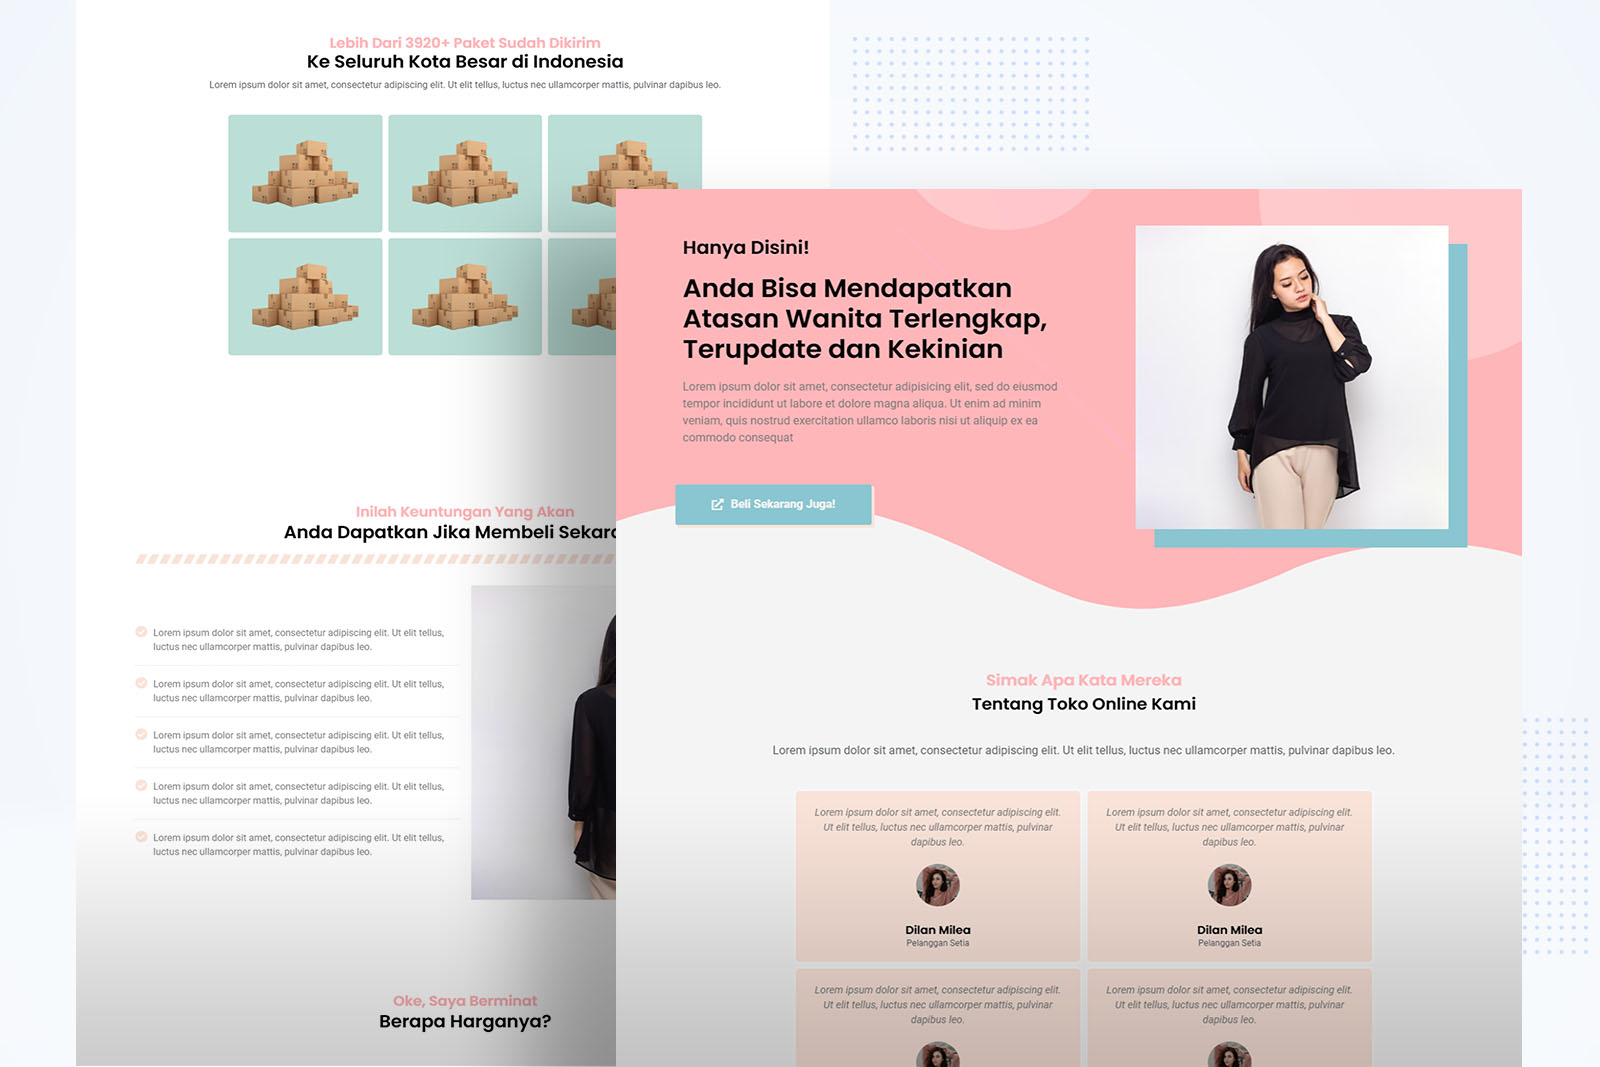 Lebih Dari 3920+ Paket Sudah Dikirim
Ke Seluruh Kota Besar di Indonesia
Lorem ipsum dolor sit amet, consectetur adipiscing elit. Ut elit tellus, luctus nec ullamcorper mattis, pulvinar dapibus leo.
Inilah Keuntungan Yang Akan
Anda Dapatkan Jika Membeli
Lorem ipsum dolor sit amet, consectetur adipiscing elit. Ut elit tellus,
luctus nec ullamcorper mattis, pulvinar dapibus leo.
Lorem ipsum dolor sit amet, consectetur adipiscing elit. Ut elit tellus,
luctus nec ullamcorper mattis, pulvinar dapibus leo.
Lorem ipsum dolor sit amet, consectetur adipiscing elit. Ut elit tellus,
luctus nec ullamcorper mattis, pulvinar dapibus leo.
Lorem ipsum dolor sit amet, consectetur adipiscing elit. Ut elit tellus,
luctus nec ullamcorper mattis, pulvinar dapibus leo.
Lorem ipsum dolor sit amet, consectetur adipiscing elit. Ut elit tellus,
luctus nec ullamcorper mattis, pulvinar dapibus leo.
Oke, Saya Berminat
Berapa Harganya?
Hanya Disini!
Anda Bisa Mendapatkan
Atasan Wanita Terlengkap,
Terupdate dan Kekinian
Lorem ipsum dolor sit amet, consectetur adipisicing elit, sed do eiusmod
tempor incididunt ut labore et dolore magna aliqua. Ut enim ad minim
veniam, quis nostrud exercitation ullamco laboris nisi ut aliquip ex ea
commodo consequat
Beli Sekarang Juga!
Simak Apa Kata Mereka
Tentang Toko Online Kami
Lorem ipsum dolor sit amet, consectetur adipiscing elit. Ut elit tellus, luctus nec ullamcorper mattis, pulvinar dapibus leo.
Lorem ipsum dolor sit amet, consectetur adipiscing elit.
Ut elit tellus, luctus nec ullamcorper mattis, pulvinar
dapibus leo.
Dilan Milea
Pelanggan Setia
Lorem ipsum dolor sit amet, consectetur adipiscing elit.
Ut elit tellus, luctus nec ullamcorper mattis, pulvinar
dapibus leo.
Dilan Milea
Pelanggan Setia
Lorem ipsum dolor sit amet, consectetur adipiscing elit.
Ut elit tellus, luctus nec ullamcorper mattis, pulvinar
dapibus leo.
Lorem ipsum dolor sit amet, consectetur adipiscing elit.
Ut elit tellus, luctus nec ullamcorper mattis, pulvinar
dapibus leo.